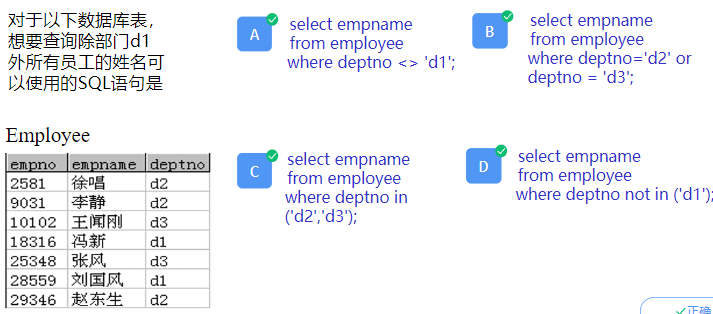 对于以下数据库表，
想要查询除部门d1
外所有员工的姓名可
以使用的SQL语句是
A
select empname
from employee
where deptno <> 'd1';
B
select empname
from employee
where deptno='d2' or
deptno = 'd3';
Employee
empno empname deptno
2581 徐唱 d2
9031 李静 d2
10102 王闻刚 d3
18316 冯新 d1
25348 张风 d3
28559 刘国风 d1
29346 赵东生 d2
C
select empname
from employee
where deptno in
('d2','d3');
D
select empname
from employee
where deptno not in ('d1');
正确